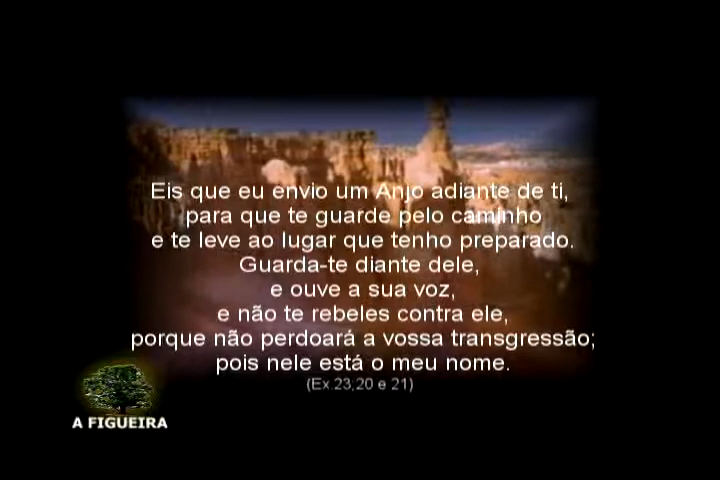 Eis que eu envio um Anjo adiante de ti,
para que te guarde pelo caminho
e te leve ao lugar que tenho preparado.
Guarda-te diante dele,
e ouve a sua voz,
e não te rebeles contra ele,
porque não perdoará a vossa transgressão;
pois nele está o meu nome.
(Ex.23,20 e 21)
A FIGUEIRA